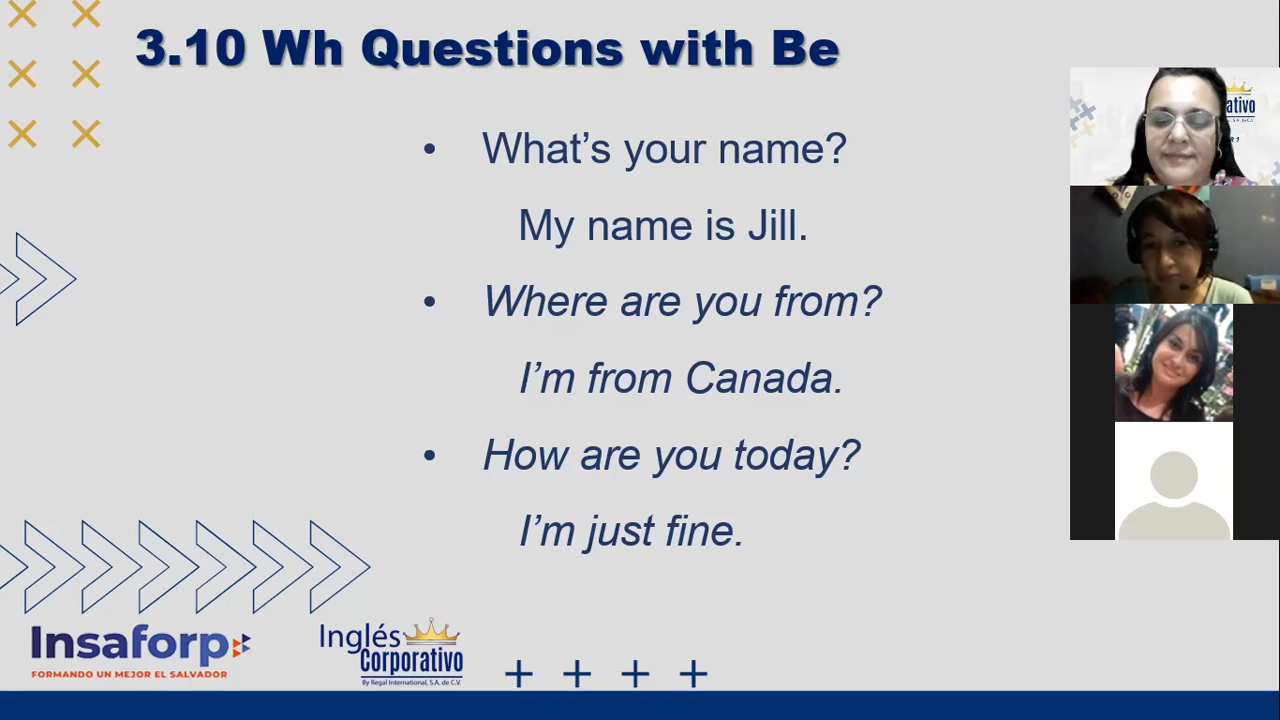 3.10 Wh Questions with Be
• What’s your name?
My name is Jill.
• Where are you from?
I’m from Canada.
• How are you today?
I’m just fine.
ativo
Insaforp
FORMANDO UN MEJOR EL SALVADOR
Inglés
Corporativo
By Regal International, S.A. de C.V.